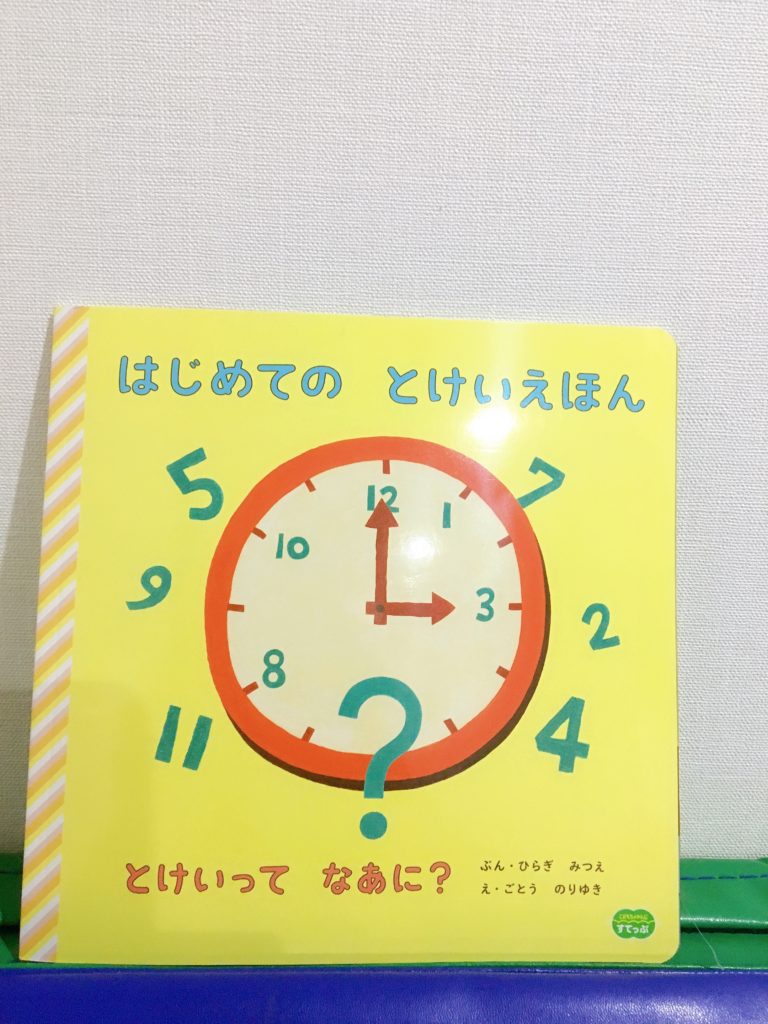 はじめての とけいえほん
5
7
12
1
10
9
3
2
8
11
4
?
とけいって なあに?
ぶん・ひらぎ みつえ
え・ごとう のりゆき
すてっぷ